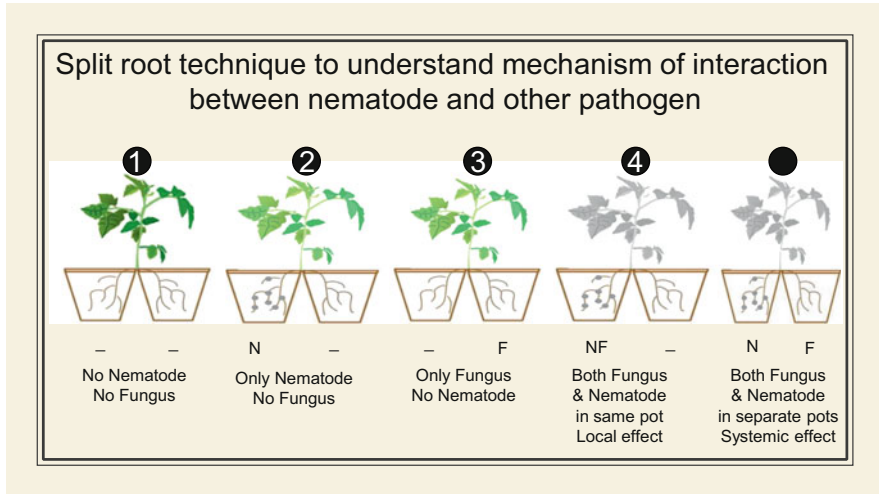 Split root technique to understand mechanism of interaction
between nematode and other pathogen
1 2 3 4
– – N – – F NF – N F
No Nematode
No Fungus
Only Nematode
No Fungus
Only Fungus
No Nematode
Both Fungus
& Nematode
in same pot
Local effect
Both Fungus
& Nematode
in separate pots
Systemic effect